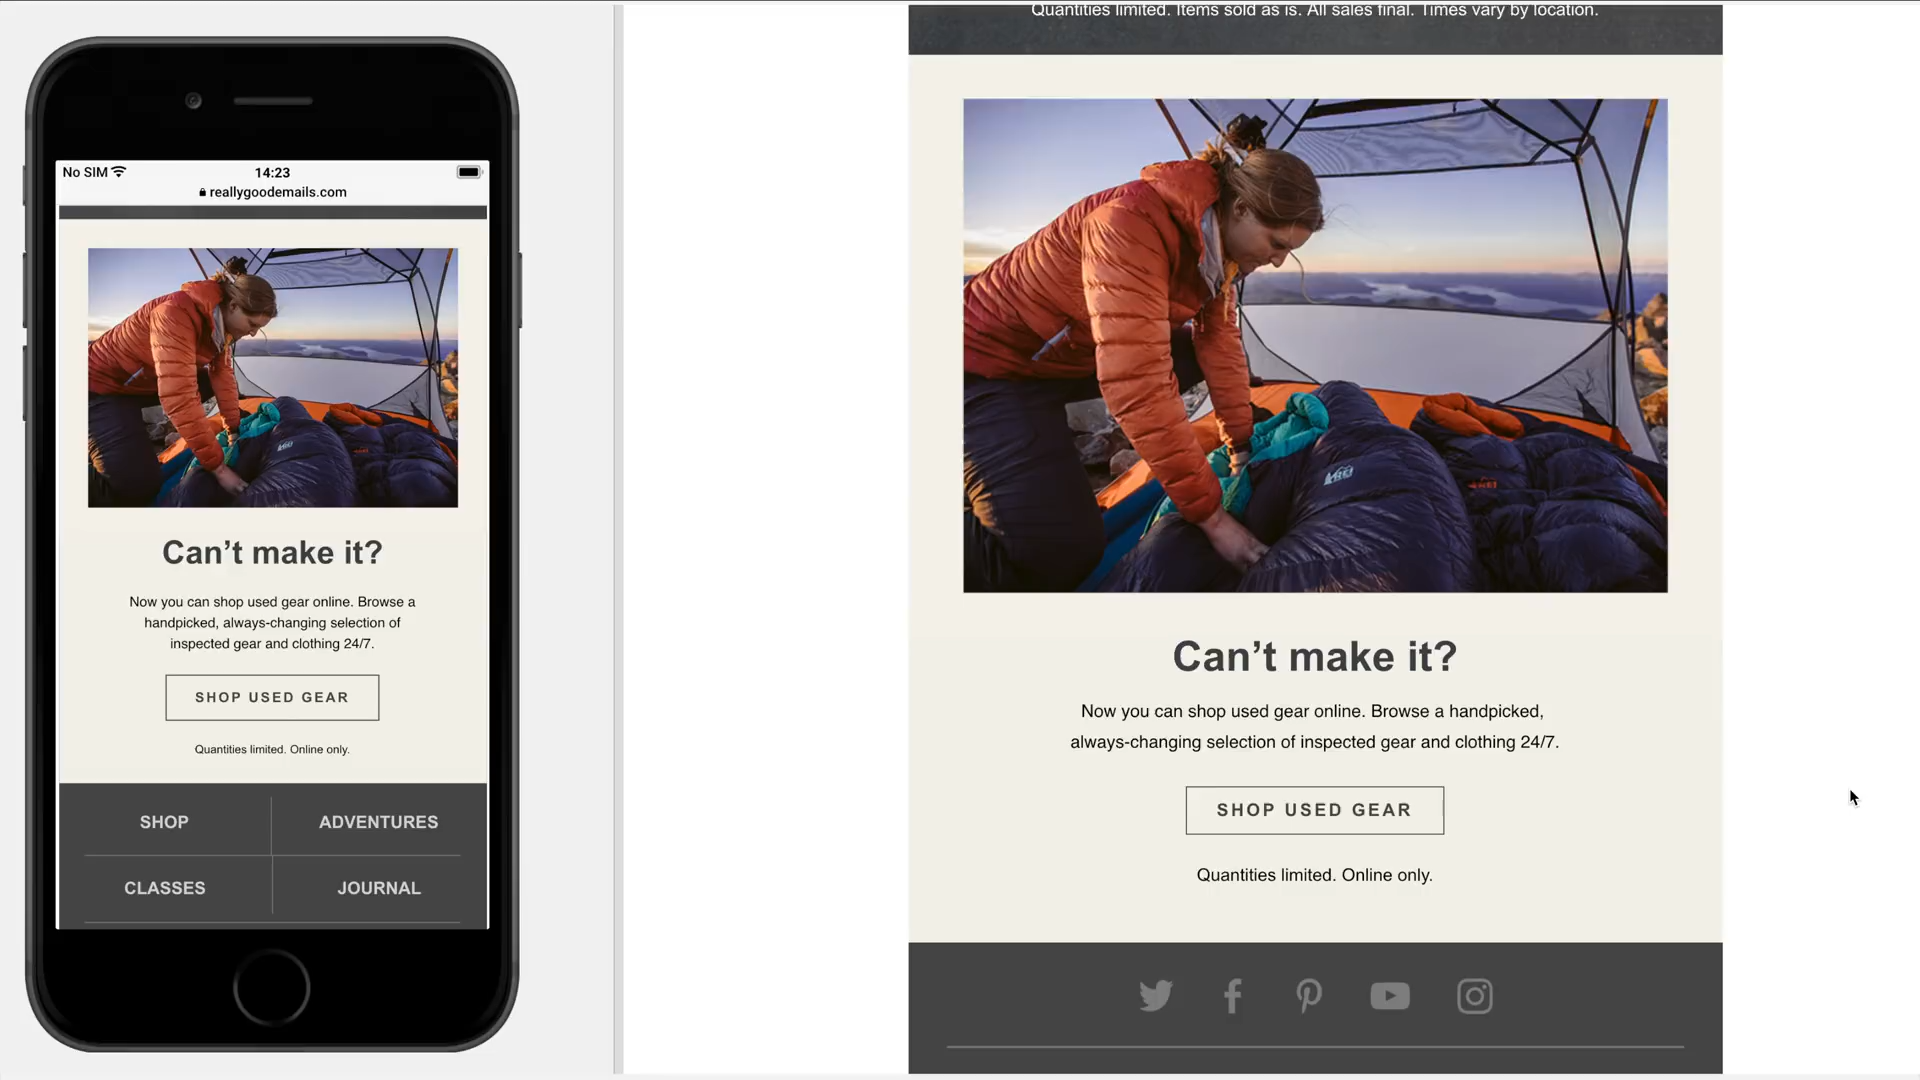 No SIM
14:23
reallygoodemails.com
REI
Can’t make it?
Now you can shop used gear online. Browse a
handpicked, always-changing selection of
inspected gear and clothing 24/7.
SHOP USED GEAR
Quantities limited. Online only.
SHOP
ADVENTURES
CLASSES
JOURNAL
Quantities limited. Items sold as is. All sales final. Times vary by location.
REI
REI
Can’t make it?
Now you can shop used gear online. Browse a handpicked,
always-changing selection of inspected gear and clothing 24/7.
SHOP USED GEAR
Quantities limited. Online only.